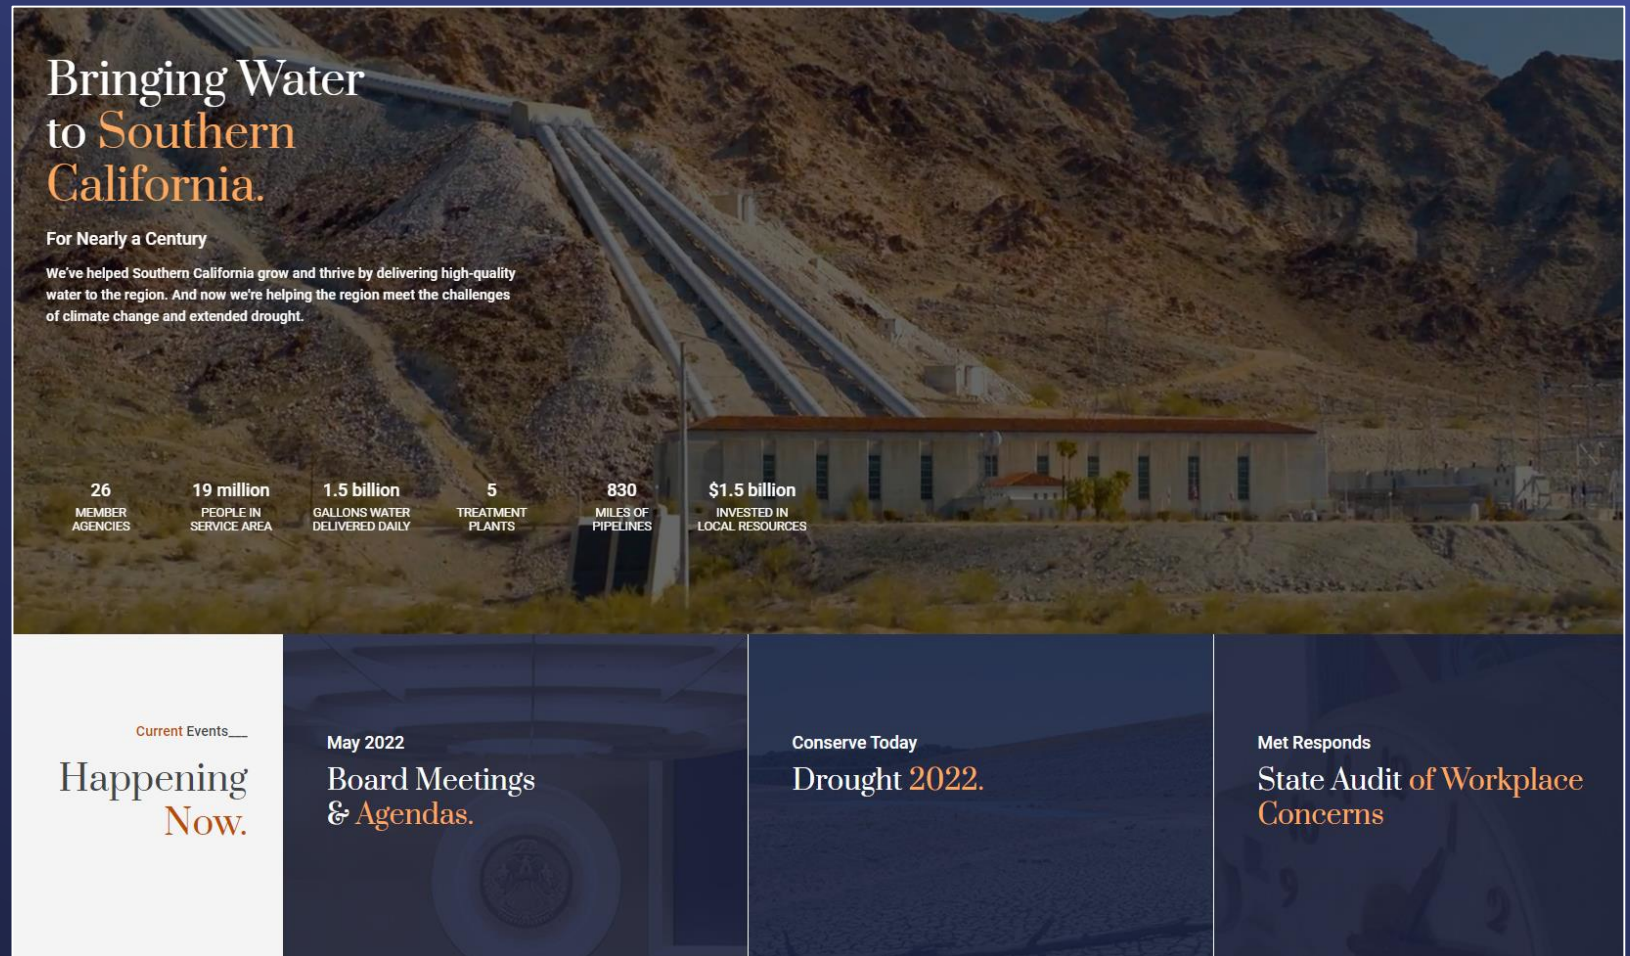 Bringing Water
to Southern
California.
For Nearly a Century
We've helped Southern California grow and thrive by delivering high-quality
water to the region. And now we're helping the region meet the challenges
of climate change and extended drought.
26
MEMBER
AGENCIES
19 million
PEOPLE IN
SERVICE AREA
1.5 billion
GALLONS WATER
DELIVERED DAILY
5
TREATMENT
PLANTS
830
MILES OF
PIPELINES
$1.5 billion
INVESTED IN
LOCAL RESOURCES
Current Events___
Happening
Now.
May 2022
Board Meetings
& Agendas.
Conserve Today
Drought 2022.
Met Responds
State Audit of Workplace
Concerns